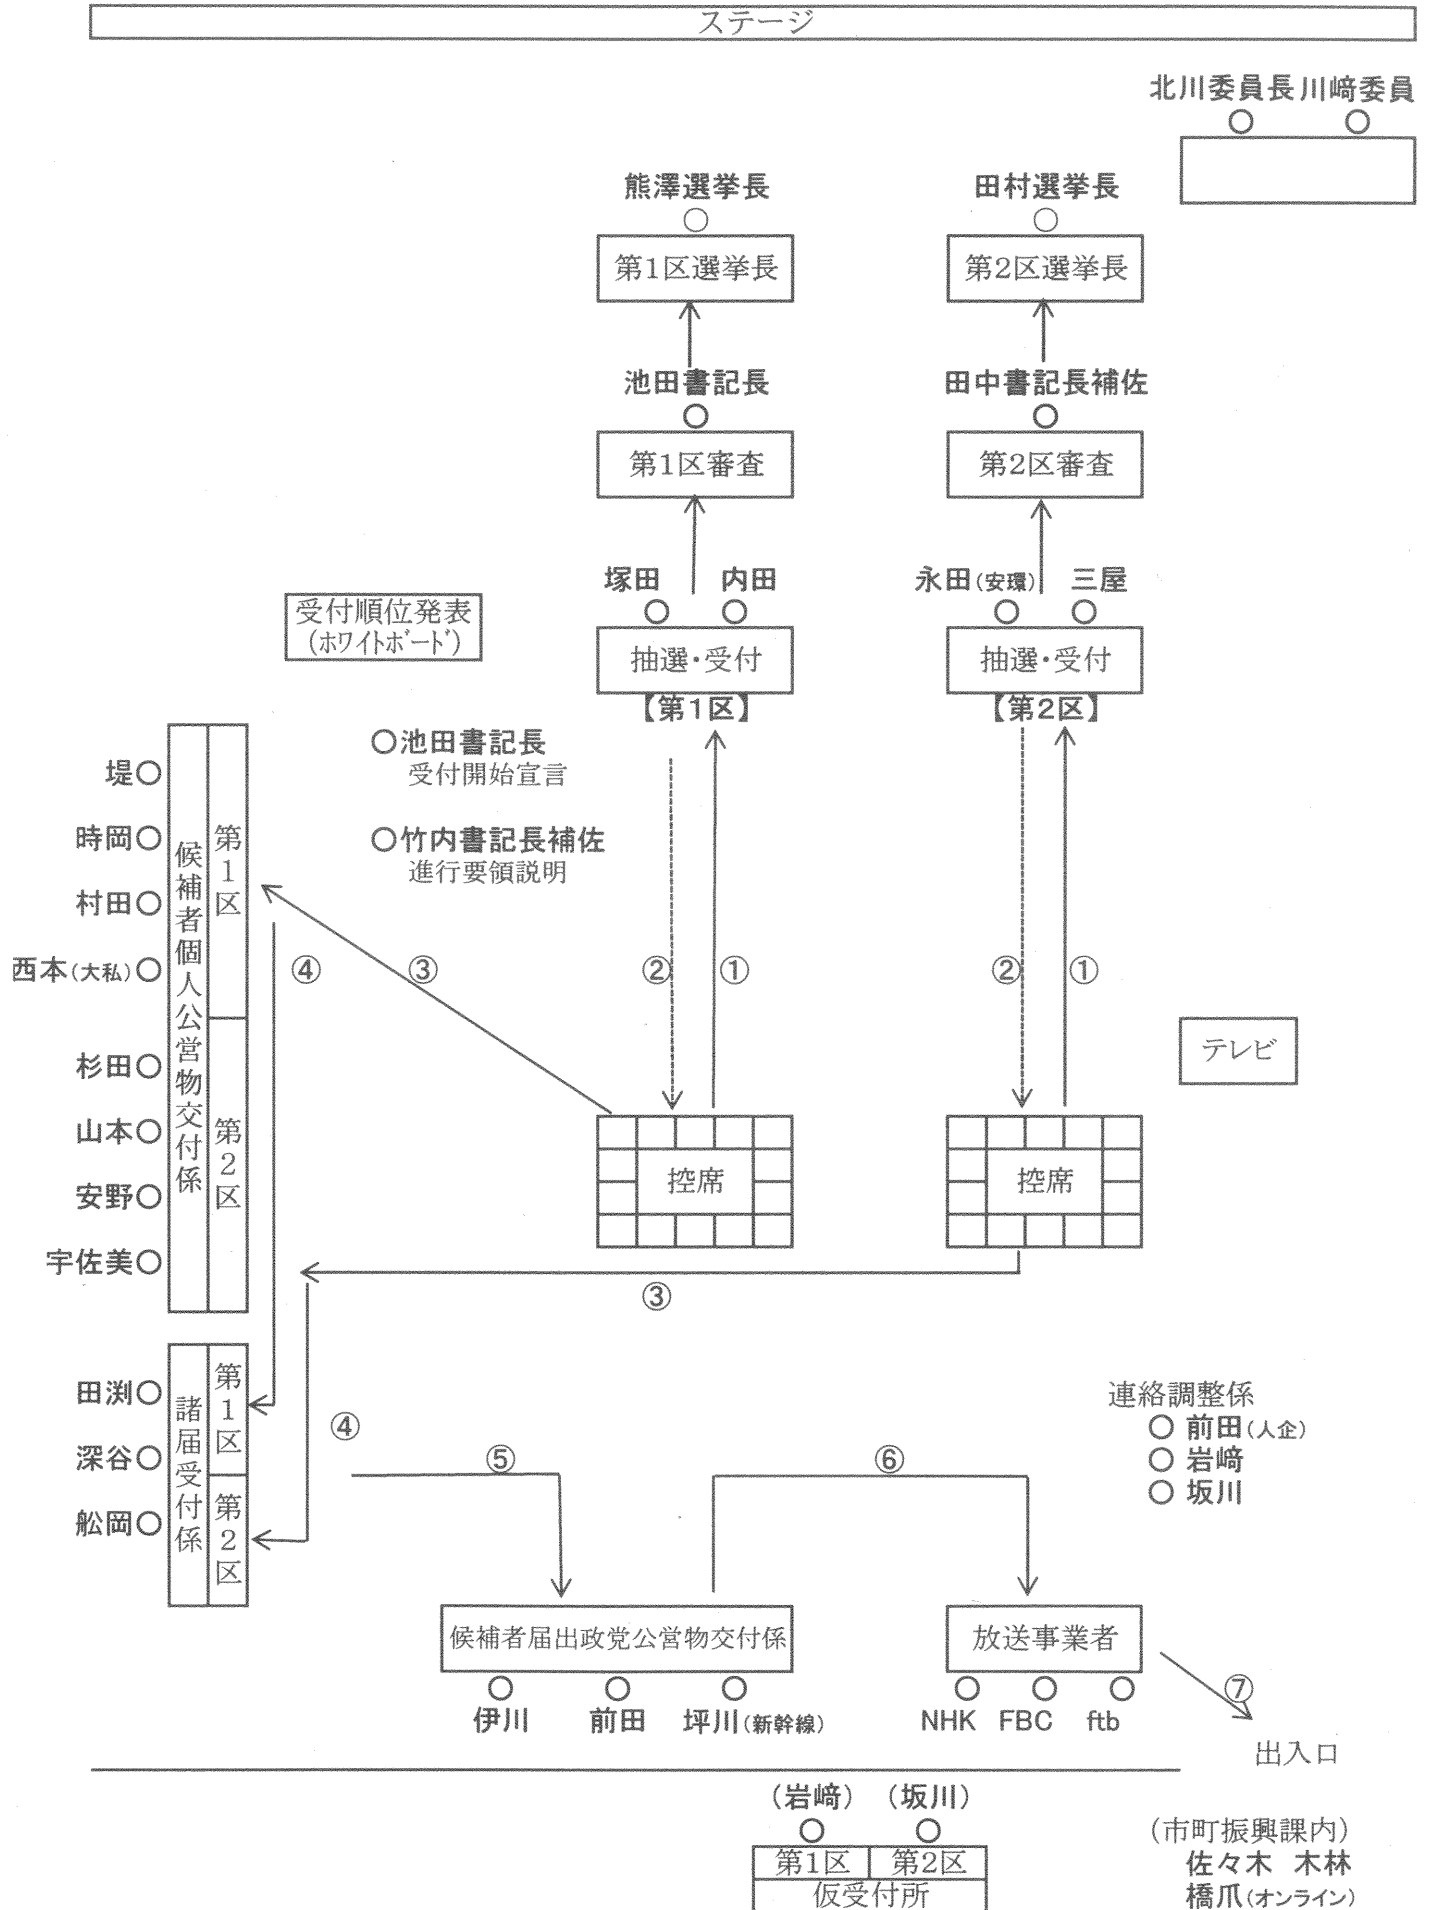 ステージ
北川委員長 川﨑委員
熊澤選挙長
田村選挙長
第1区選挙長
第2区選挙長
池田書記長
田中書記長補佐
第1区審査
第2区審査
塚田 内田
永田(安環) 三屋
受付順位発表
(ホワイトボード)
抽選・受付
抽選・受付
【第1区】
【第2区】
○池田書記長
受付開始宣言
○竹内書記長補佐
進行要領説明
候補者個人公営物交付係
第1区
第2区
堤○
時岡○
村田○
西本(大私)○
杉田○
山本○
安野○
宇佐美○
④
③
②
①
②
①
テレビ
控席
控席
③
諸届受付係
第1区
第2区
田渕○
深谷○
舩岡○
④
⑤
⑥
連絡調整係
○ 前田(人企)
○ 岩﨑
○ 坂川
候補者届出政党公営物交付係
伊川 前田 坪川(新幹線)
放送事業者
NHK FBC ftb
⑦
出入口
(岩﨑) (坂川)
第1区 第2区
仮受付所
(市町振興課内)
佐々木 木林
橋爪(オンライン)